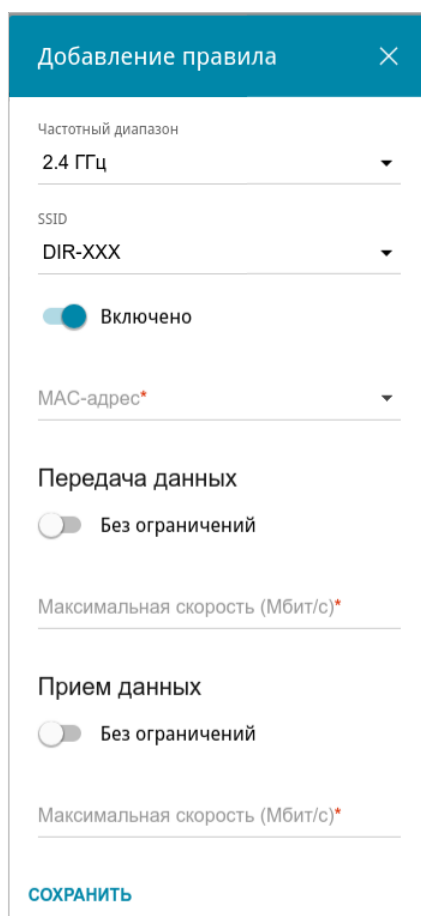 Добавление правила
Частотный диапазон
2.4 ГГц
SSID
DIR-XXX
Включено
MAC-адрес*
Передача данных
Без ограничений
Максимальная скорость (Мбит/с)*
Прием данных
Без ограничений
Максимальная скорость (Мбит/с)*
СОХРАНИТЬ